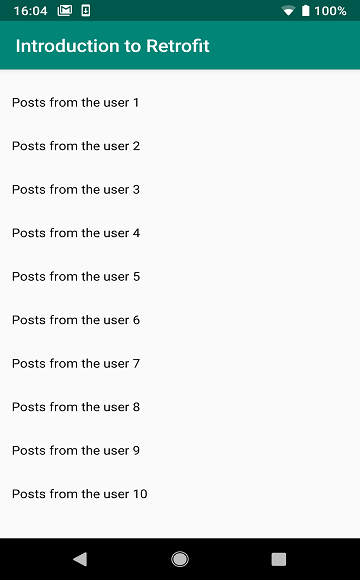 16:04 100%
Introduction to Retrofit
Posts from the user 1
Posts from the user 2
Posts from the user 3
Posts from the user 4
Posts from the user 5
Posts from the user 6
Posts from the user 7
Posts from the user 8
Posts from the user 9
Posts from the user 10